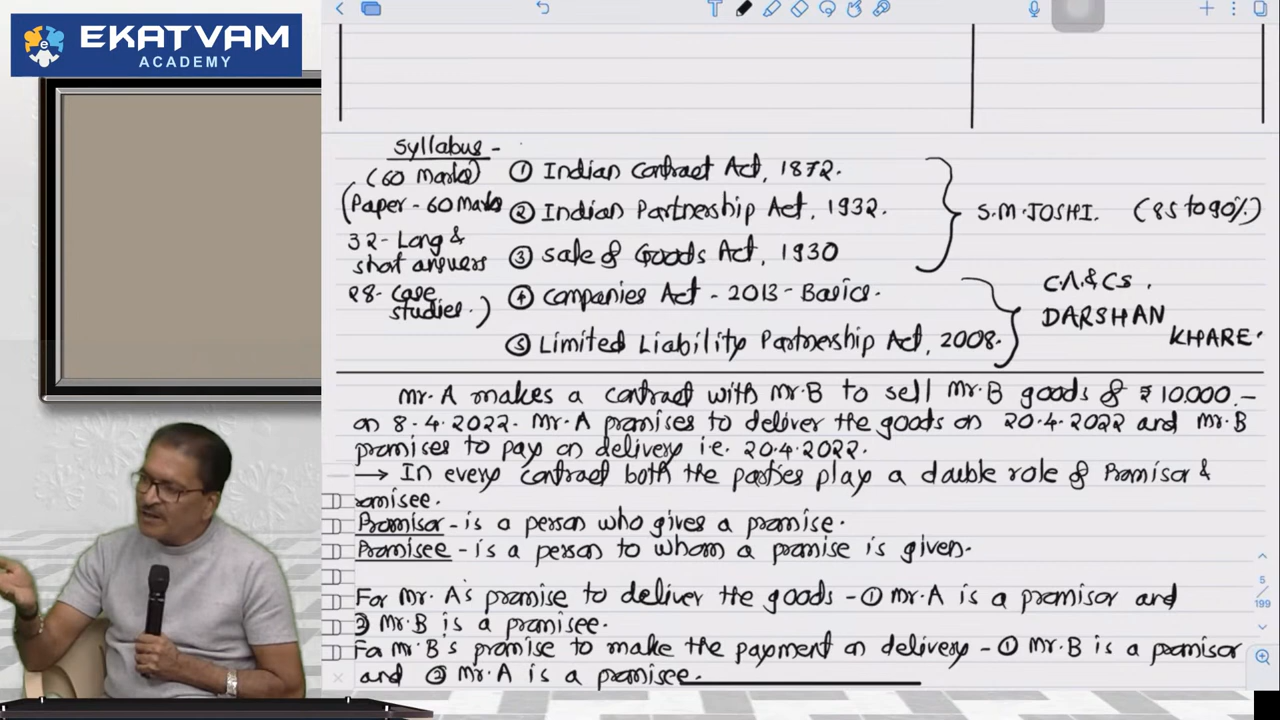 EKATVAM
ACADEMY
Syllabus -
(60 Marks)
(Paper - 60 Marks
32 - Long &
short answers
28 - Case
studies.)
① Indian Contract Act, 1872.
② Indian Partnership Act, 1932.
③ Sale of Goods Act, 1930
④ Companies Act - 2013 - Basics.
⑤ Limited Liability Partnership Act, 2008.
S.M. JOSHI. (85 to 90%)
C.A. & CS.
DARSHAN
KHARE.
Mr. A makes a contract with Mr. B to sell Mr. B goods of ₹ 10,000.-
on 8.4.2022. Mr. A promises to deliver the goods on 20.4.2022 and Mr. B
promises to pay on delivery i.e. 20.4.2022.
→ In every contract both the parties play a double role of Promisor &
romisee.
Promisor - is a person who gives a promise.
Promisee - is a person to whom a promise is given.
For Mr. A's promise to deliver the goods - ① Mr. A is a promisor and
② Mr. B is a promisee.
For Mr. B's promise to make the payment on delivery - ① Mr. B is a promisor
and ② Mr. A is a promisee.
5
199